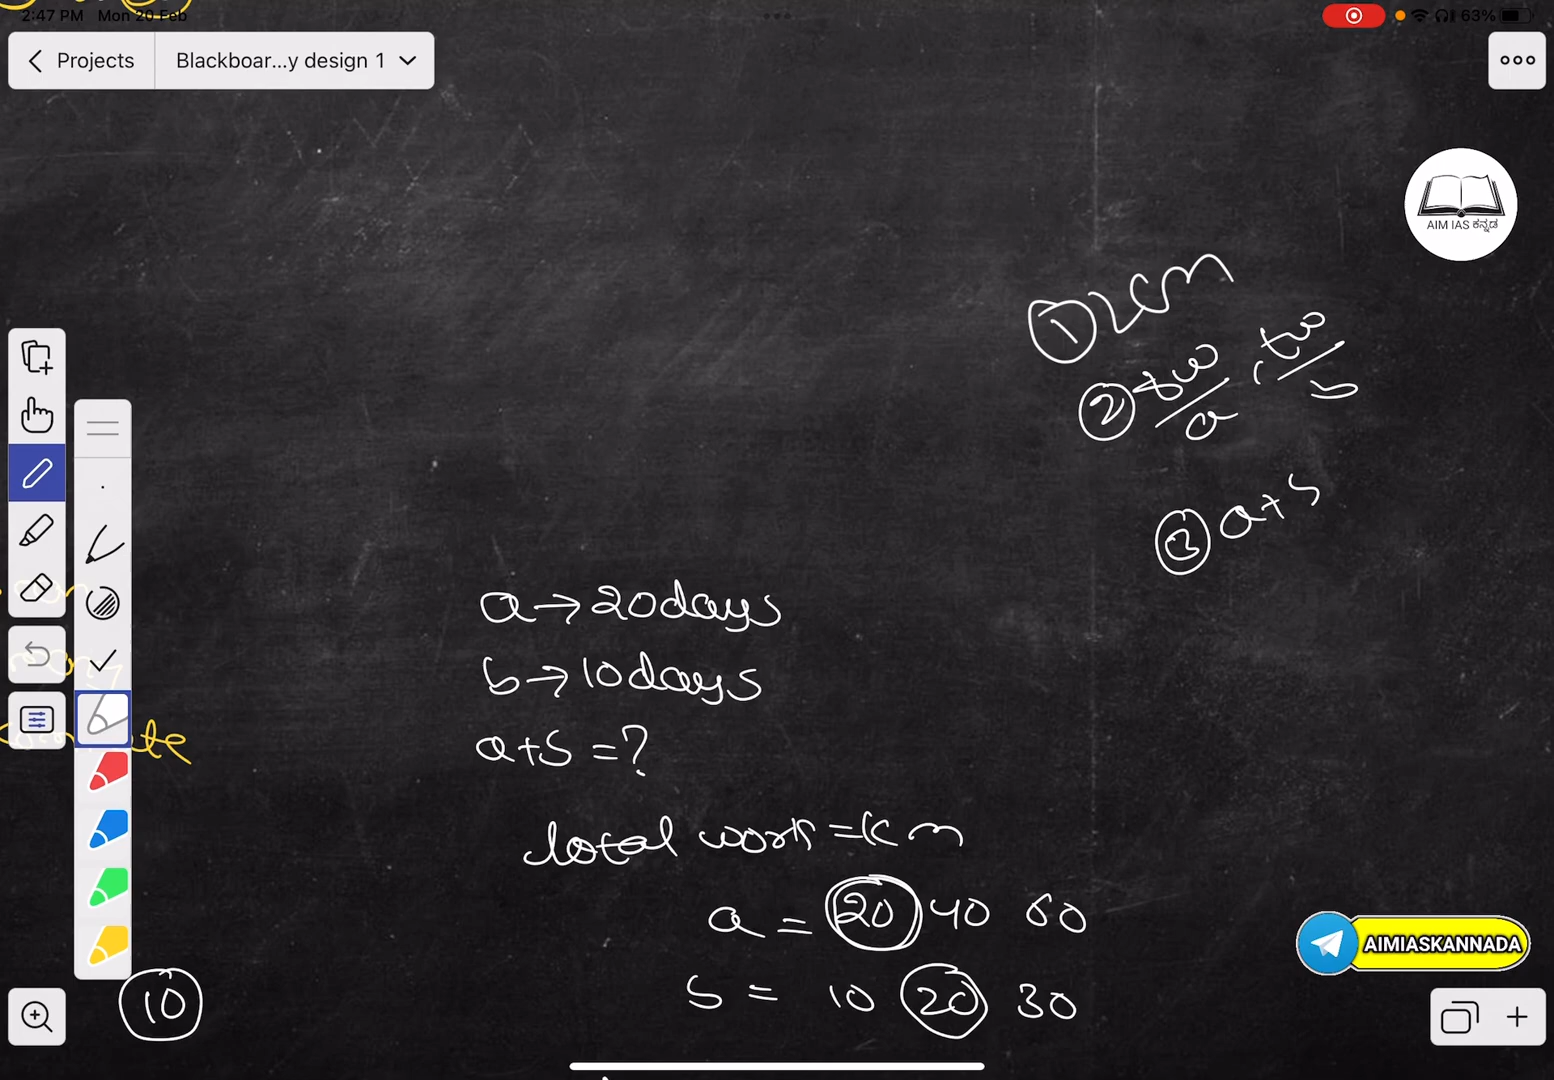 2:47 PM Mon 20 Feb
63%
Projects
Blackboar...y design 1
AIM IAS ಕನ್ನಡ
① LCM
② tw/a, tw/b
③ a+b
a→20days
b→10days
a+b=?
total work=LCM
a = 20 40 60
b = 10 20 30
10
AIMIASKANNADA